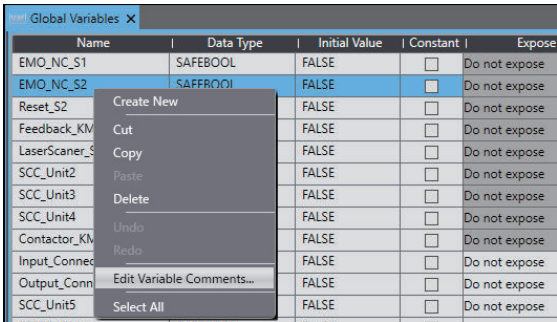 Global Variables X
Name | Data Type | Initial Value | Constant | Expose
EMO_NC_S1 SAFEBOOL FALSE Do not expose
EMO_NC_S2 SAFEBOOL FALSE Do not expose
Reset_S2 FALSE Do not expose
Feedback_KM FALSE Do not expose
LaserScaner_S FALSE Do not expose
SCC_Unit2 FALSE Do not expose
SCC_Unit3 FALSE Do not expose
SCC_Unit4 FALSE Do not expose
Contactor_KM FALSE Do not expose
Input_Connec FALSE Do not expose
Output_Conn FALSE Do not expose
SCC_Unit5 FALSE Do not expose
Create New
Cut
Copy
Paste
Delete
Undo
Redo
Edit Variable Comments...
Select All